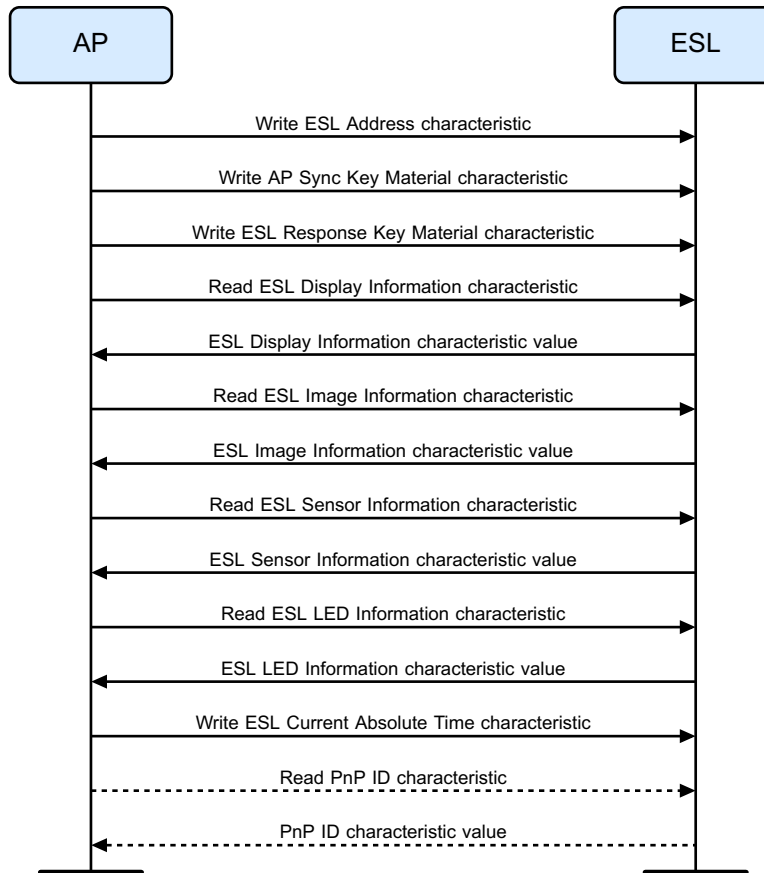 AP
ESL
Write ESL Address characteristic
Write AP Sync Key Material characteristic
Write ESL Response Key Material characteristic
Read ESL Display Information characteristic
ESL Display Information characteristic value
Read ESL Image Information characteristic
ESL Image Information characteristic value
Read ESL Sensor Information characteristic
ESL Sensor Information characteristic value
Read ESL LED Information characteristic
ESL LED Information characteristic value
Write ESL Current Absolute Time characteristic
Read PnP ID characteristic
PnP ID characteristic value